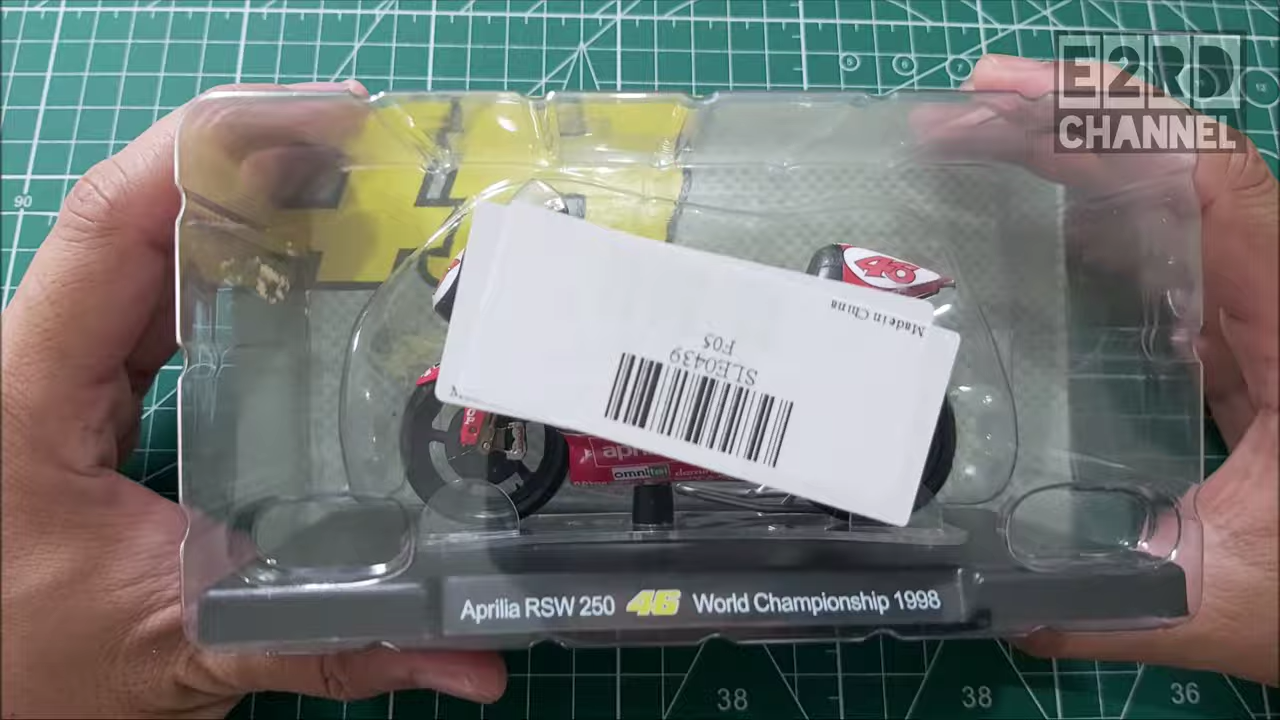 E2RD
CHANNEL
90
46
Made in China
F05
SLE0439
omnitel
Aprilia RSW 250 46 World Championship 1998
38
38
36